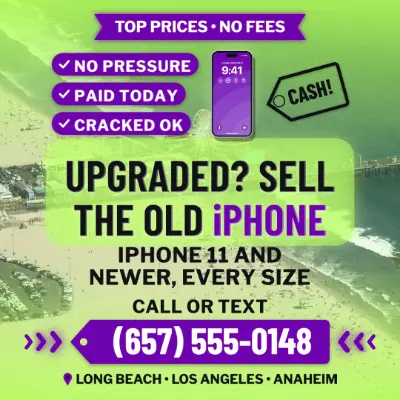 TOP PRICES • NO FEES
NO PRESSURE
PAID TODAY
CRACKED OK
9:41
CASH!
UPGRADED? SELL
THE OLD iPHONE
IPHONE 11 AND
NEWER, EVERY SIZE
CALL OR TEXT
(657) 555-0148
LONG BEACH • LOS ANGELES • ANAHEIM